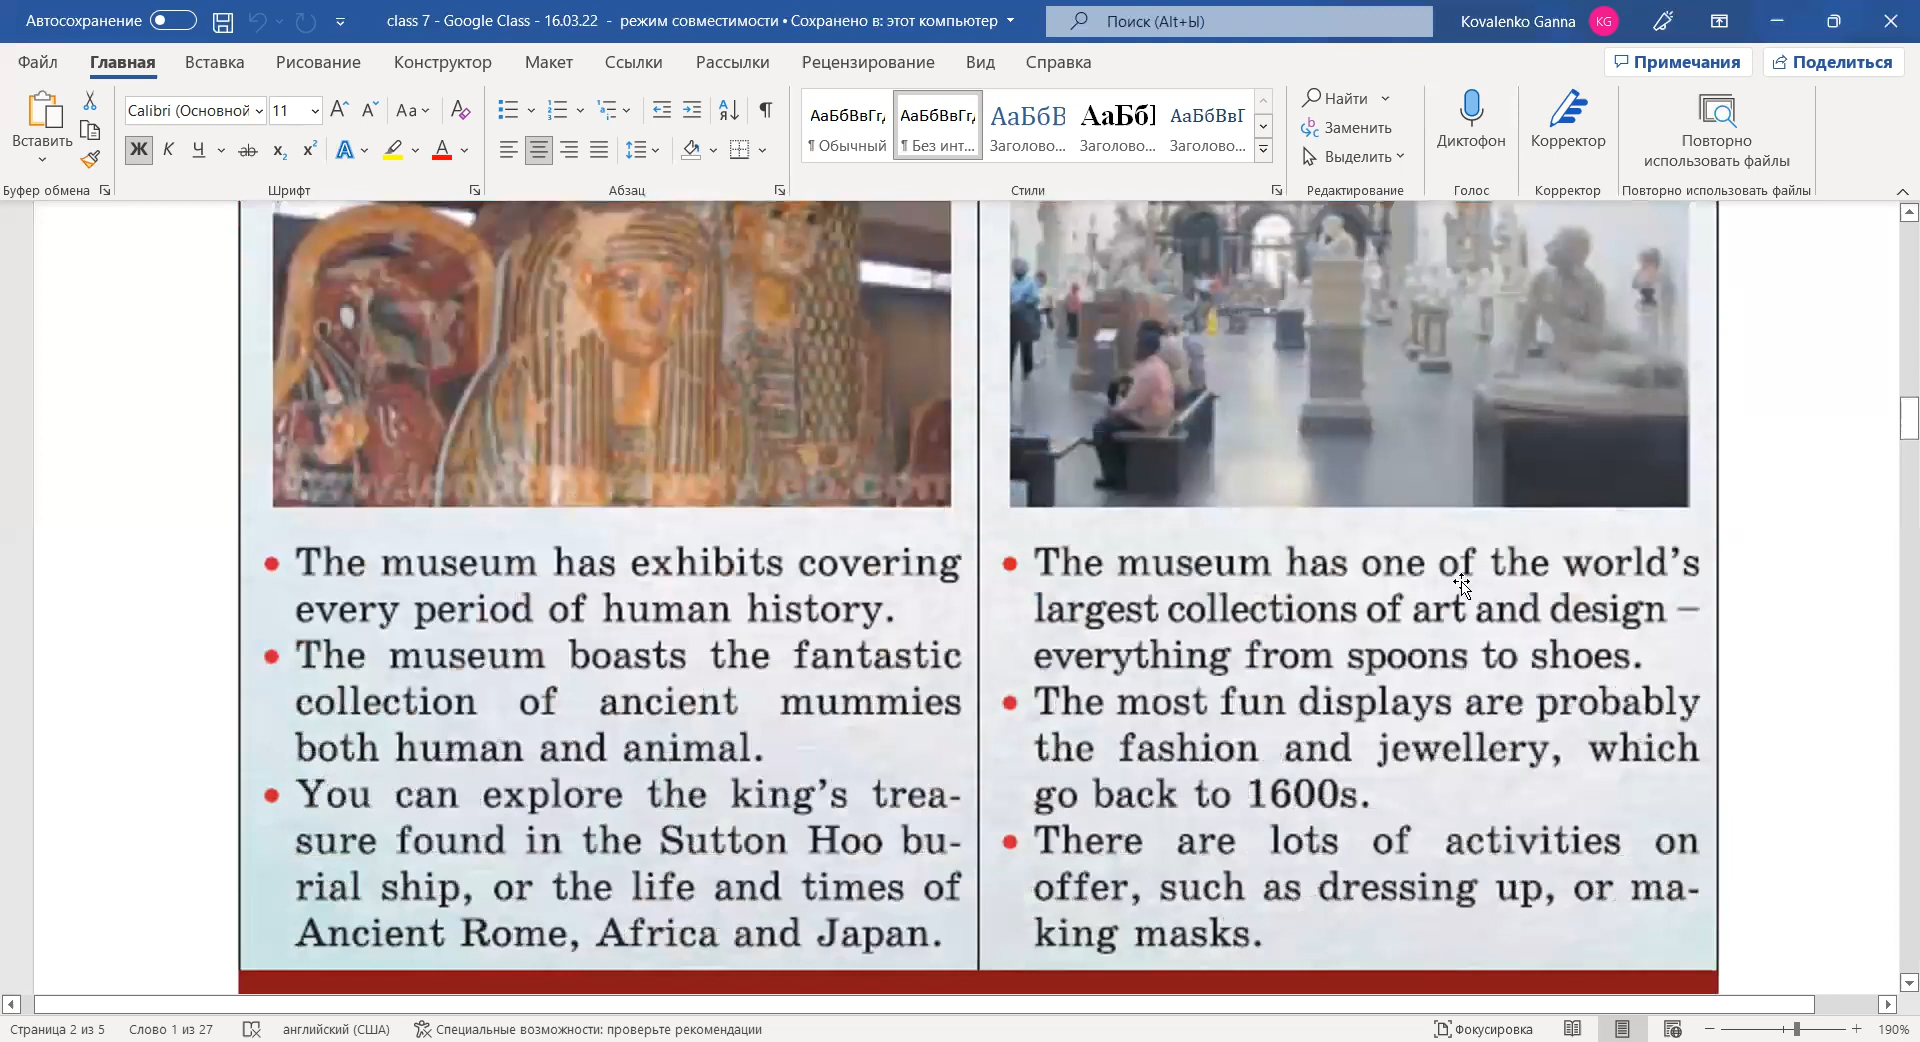 Автосохранение
class 7 - Google Class - 16.03.22 - режим совместимости • Сохранено в: этот компьютер
Поиск (Alt+Ы)
Kovalenko Ganna
KG
Файл Главная Вставка Рисование Конструктор Макет Ссылки Рассылки Рецензирование Вид Справка
Примечания
Поделиться
Вставить
Буфер обмена
Calibri (Основной
11
Aa
Ж К Ч ab x₂ x² A A
Шрифт
Абзац
АаБбВвГг, АаБбВвГг, АаБбВ АаБб] АаБбВвГ
¶ Обычный ¶ Без инт... Заголово... Заголово... Заголово...
Стили
Найти
Заменить
Выделить
Редактирование
Диктофон
Голос
Корректор
Корректор
Повторно
использовать файлы
Повторно использовать файлы
• The museum has exhibits covering
every period of human history.
• The museum boasts the fantastic
collection of ancient mummies
both human and animal.
• You can explore the king's trea-
sure found in the Sutton Hoo bu-
rial ship, or the life and times of
Ancient Rome, Africa and Japan.
• The museum has one of the world's
largest collections of art and design –
everything from spoons to shoes.
• The most fun displays are probably
the fashion and jewellery, which
go back to 1600s.
• There are lots of activities on
offer, such as dressing up, or ma-
king masks.
Страница 2 из 5 Слово 1 из 27 английский (США) Специальные возможности: проверьте рекомендации
Фокусировка
190%